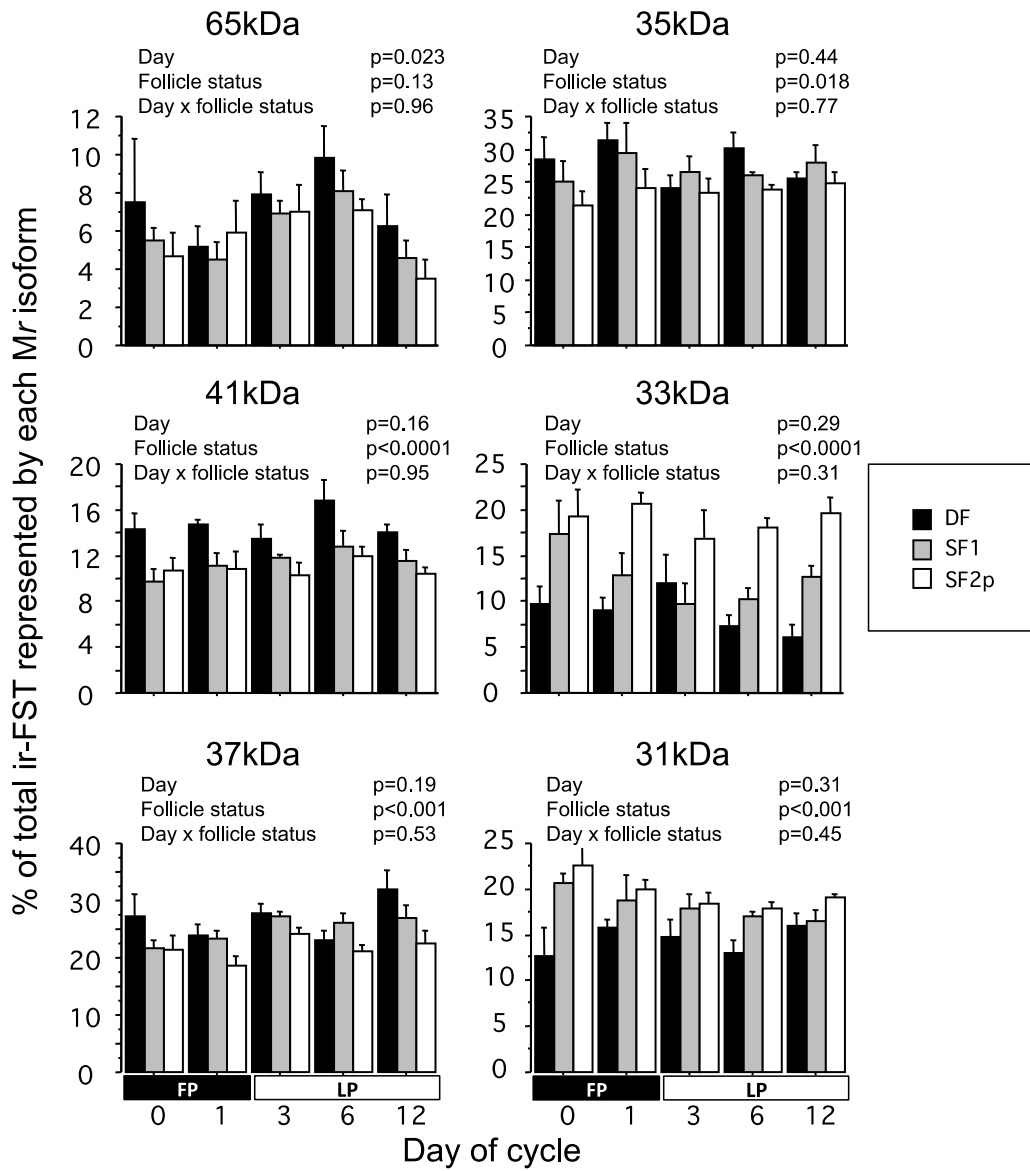 % of total ir-FST represented by each Mr isoform
65kDa
Day p=0.023
Follicle status p=0.13
Day x follicle status p=0.96
12
10
8
6
4
2
0
35kDa
Day p=0.44
Follicle status p=0.018
Day x follicle status p=0.77
35
30
25
20
15
10
5
0
41kDa
Day p=0.16
Follicle status p<0.0001
Day x follicle status p=0.95
20
16
12
8
4
0
33kDa
Day p=0.29
Follicle status p<0.0001
Day x follicle status p=0.31
25
20
15
10
5
0
DF
SF1
SF2p
37kDa
Day p=0.19
Follicle status p<0.001
Day x follicle status p=0.53
40
30
20
10
0
FP LP
0 1 3 6 12
31kDa
Day p=0.31
Follicle status p<0.001
Day x follicle status p=0.45
25
20
15
10
5
0
FP LP
0 1 3 6 12
Day of cycle